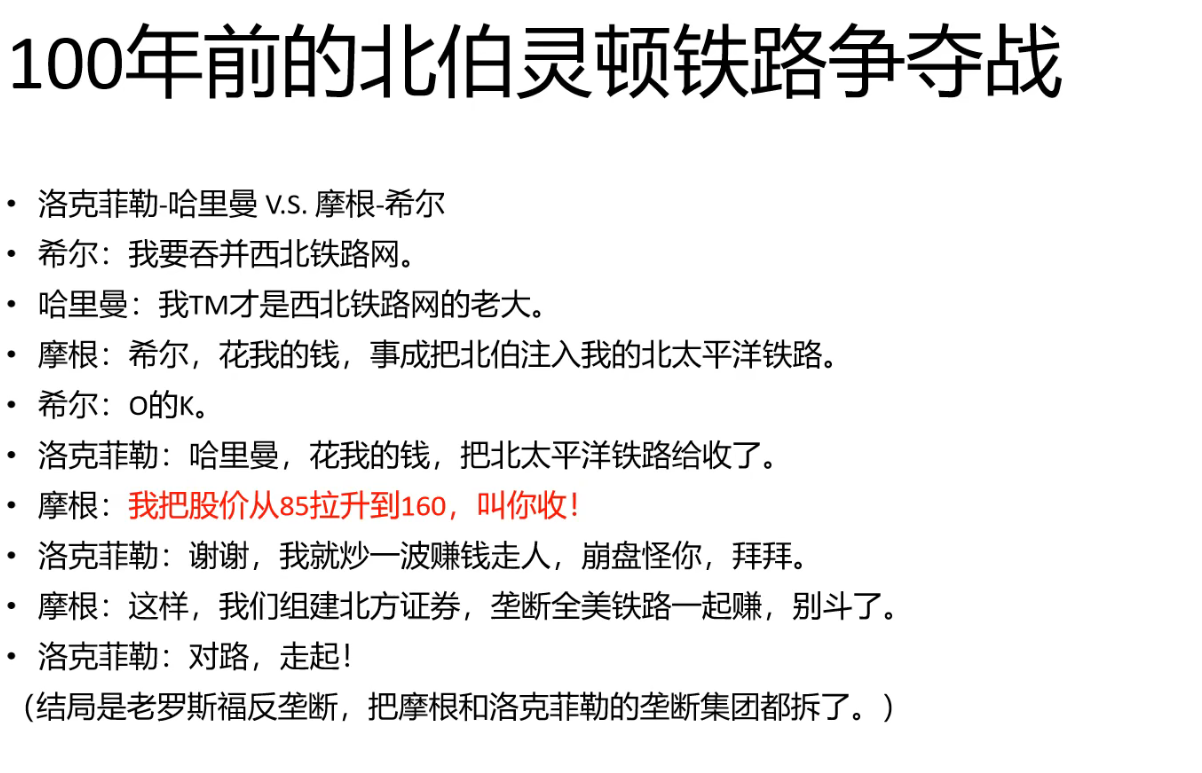 100年前的北伯灵顿铁路争夺战
• 洛克菲勒-哈里曼 V.S. 摩根-希尔
• 希尔：我要吞并西北铁路网。
• 哈里曼：我TM才是西北铁路网的老大。
• 摩根：希尔，花我的钱，事成把北伯注入我的北太平洋铁路。
• 希尔：O的K。
• 洛克菲勒：哈里曼，花我的钱，把北太平洋铁路给收了。
• 摩根：我把股价从85拉升到160，叫你收！
• 洛克菲勒：谢谢，我就炒一波赚钱走人，崩盘怪你，拜拜。
• 摩根：这样，我们组建北方证券，垄断全美铁路一起赚，别斗了。
• 洛克菲勒：对路，走起！
（结局是老罗斯福反垄断，把摩根和洛克菲勒的垄断集团都拆了。）